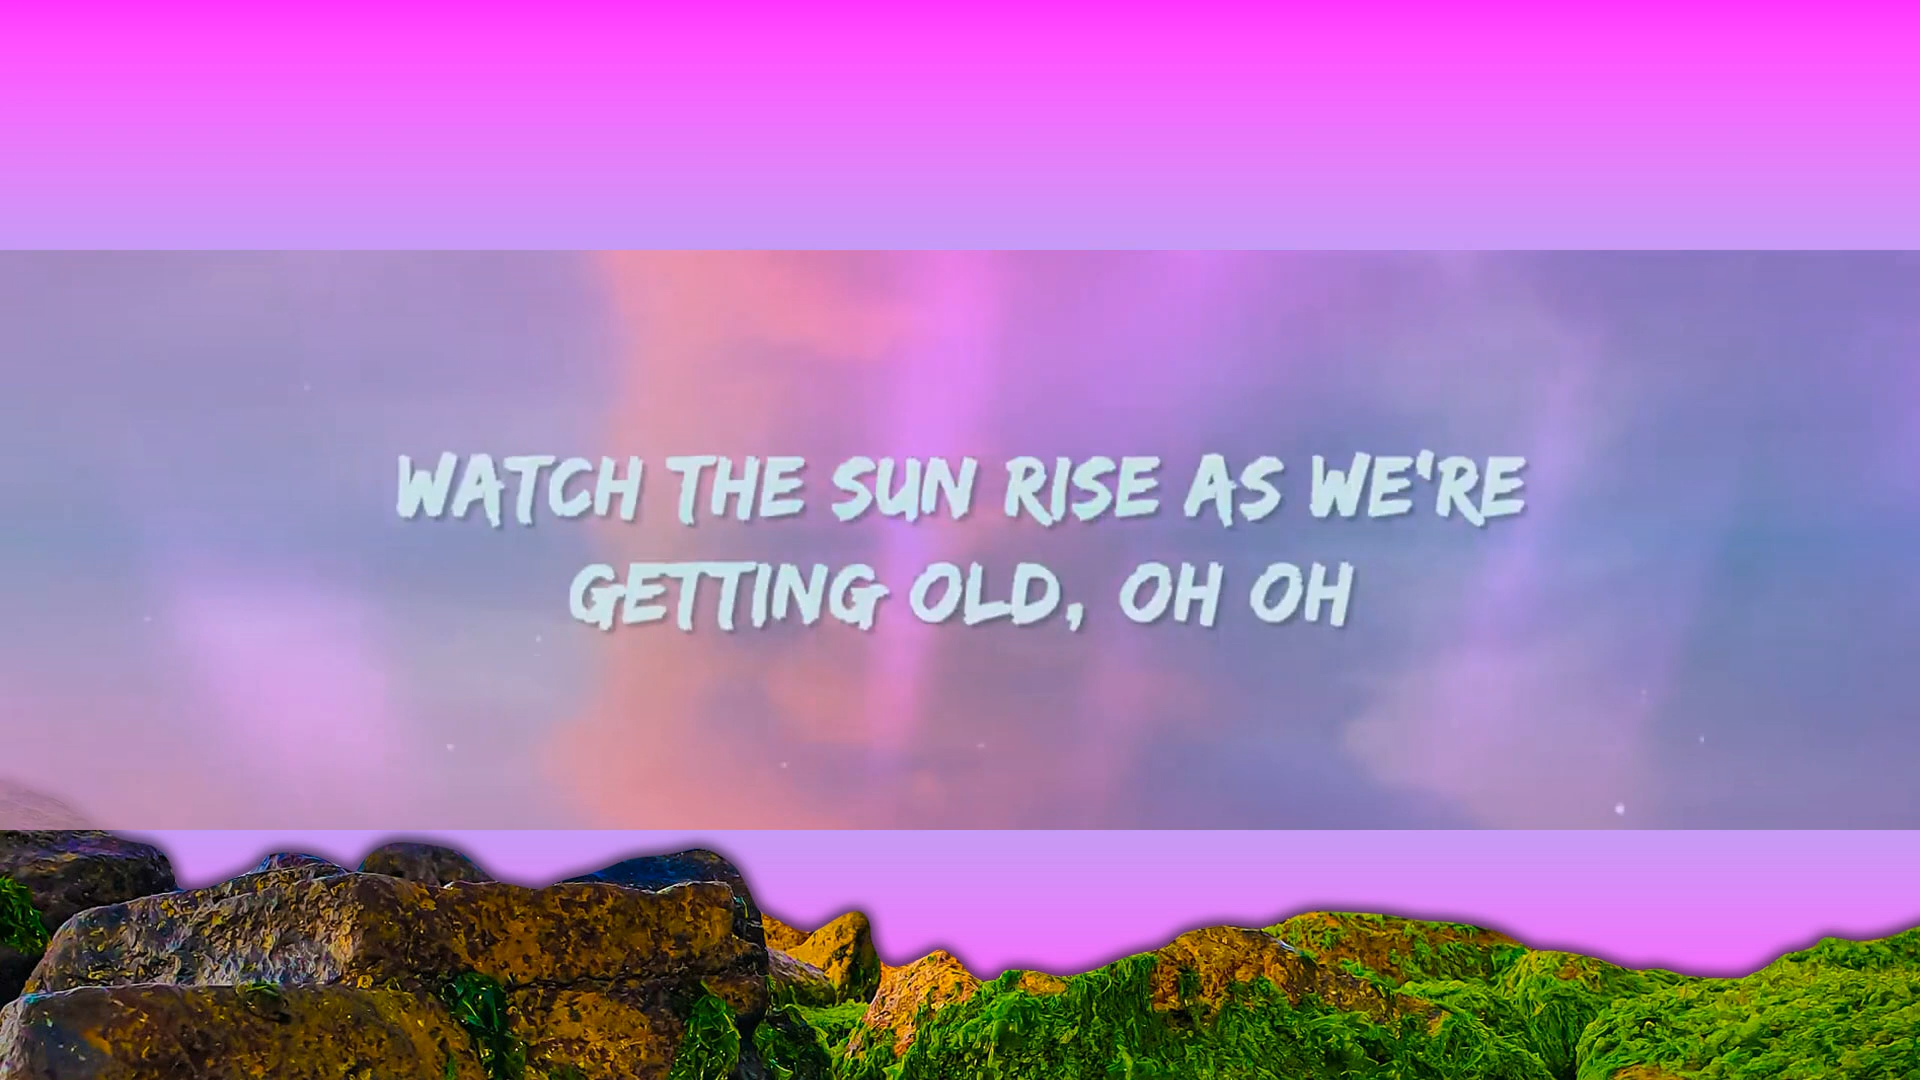 WATCH THE SUN RISE AS WE'RE
GETTING OLD, OH OH